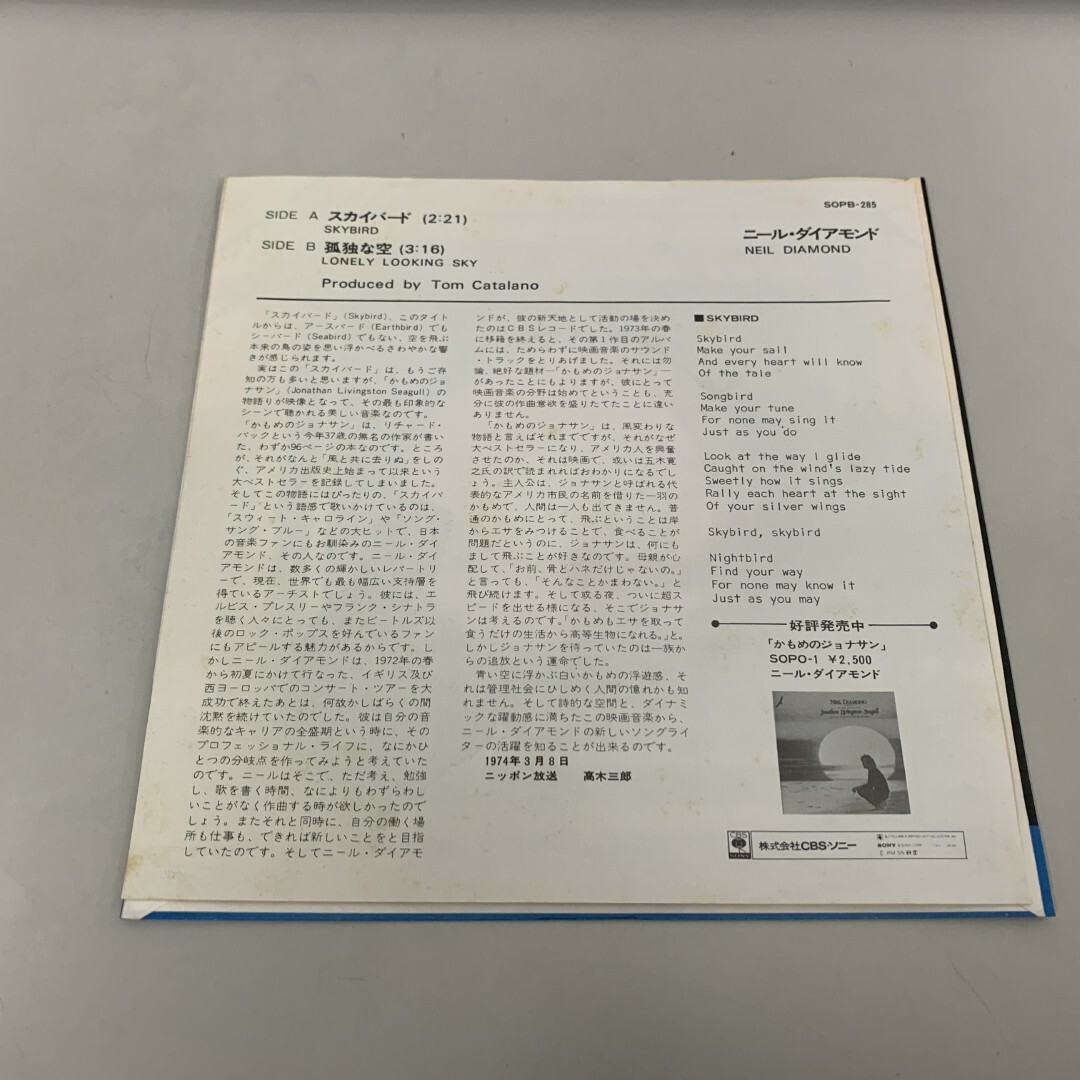 SOPB-285
SIDE A スカイバード (2:21)
SKYBIRD
SIDE B 孤独な空 (3:16)
LONELY LOOKING SKY
Produced by Tom Catalano
ニール・ダイアモンド
NEIL DIAMOND
「スカイバード」(Skybird)、このタイト
ルからは、アースバード(Earthbird)でも
シーバード(Seabird)でもない、空を飛ぶ
本来の鳥の姿を思い浮かべるさわやかな響
きが感じられます。
実はこの「スカイバード」は、もうご存
知の方も多いと思いますが、「かもめのジョ
ナサン」(Jonathan Livingston Seagull)の
物語りが映像となって、その最も印象的な
シーンで聴かれる美しい音楽なのです。
「かもめのジョナサン」は、リチャード・
バックという今年37歳の無名の作家が書い
た、わずか96ページの本なのです。ところ
が、それがなんと「風と共に去りぬ」をしの
ぐ、アメリカ出版史上始まって以来という
大ベストセラーを記録してしまいました。
そしてこの物語にはぴったりの、「スカイバ
ード」という語感で歌いかけているのは、
「スウィート・キャロライン」や「ソング・
サング・ブルー」などの大ヒットで、日本
の音楽ファンにもお馴染みのニール・ダイ
アモンド、その人なのです。ニール・ダイ
アモンドは、数多くの輝かしいレパートリ
ーで、現在、世界でも最も幅広い支持層を
得ているアーチストでしょう。彼には、エ
ルビス・プレスリーやフランク・シナトラ
を聴く人々にとっても、またビートルズ以
後のロック・ポップスを好んでいるファン
にもアピールする魅力があるからです。し
かしニール・ダイアモンドは、1972年の春
から初夏にかけて行なった、イギリス及び
西ヨーロッパでのコンサート・ツアーを大
成功で終えたあとは、何故かしばらくの間
沈黙を続けていたのでした。彼は自分の音
楽的なキャリアの全盛期という時に、その
プロフェッショナル・ライフに、なにかひ
とつの分岐点を作ってみようと考えていた
のです。ニールはそこで、ただ考え、勉強
し、歌を書く時間、なによりもわずらわし
いことがなく作曲する時が欲しかったので
しょう。またそれと同時に、自分の働く場
所も仕事も、できれば新しいことをと目指
していたのです。そしてニール・ダイアモ
ンドが、彼の新天地として活動の場を決め
たのはCBSレコードでした。1973年の春
に移籍を終えると、その第1作目のアルバ
ムには、ためらわずに映画音楽のサウンド
・トラックをとりあげました。それには勿
論、絶好な題材―「かもめのジョナサン」―
があったことにもよりますが、彼にとって
映画音楽の分野は始めてということも、充
分に彼の作曲意欲を盛りたてたことに違い
ありません。
「かもめのジョナサン」は、風変わりな
物語と言えばそれまでですが、それがなぜ
大ベストセラーになり、アメリカ人を興奮
させたのか、それは映画で、或いは五木寛
之氏の訳で読まれればおわかりになるでし
ょう。主人公は、ジョナサンと呼ばれる代
表的なアメリカ市民の名前を借りた一羽の
かもめで、人間は一人も出てきません。普
通のかもめにとって、飛ぶということは岸
からエサをみつけることで、食べることが
問題だというのに、ジョナサンは、何にも
まして飛ぶことが好きなのです。母親が心
配して、「お前、骨とハネだけじゃないの。」
と言っても、「そんなことかまわない。」と
飛び続けます。そして或る夜、ついに超ス
ピードを出せる様になる、そこでジョナサ
ンは考えるのです。「かもめもエサを取って
食うだけの生活から高等生物になれる。」と。
しかしジョナサンを待っていたのは一族か
らの追放という運命でした。
青い空に浮かぶ白いかもめの浮遊感、そ
れは管理社会にひしめく人間の憧れかも知
れません。そして詩的な空間と、ダイナミ
ックな躍動感に満ちたこの映画音楽から、
ニール・ダイアモンドの新しいソングライ
ターの活躍を知ることが出来るのです。
1974年3月8日
ニッポン放送 高木三郎
■SKYBIRD
Skybird
Make your sail
And every heart will know
Of the tale
Songbird
Make your tune
For none may sing it
Just as you do
Look at the way I glide
Caught on the wind's lazy tide
Sweetly how it sings
Rally each heart at the sight
Of your silver wings
Skybird, skybird
Nightbird
Find your way
For none may know it
Just as you may
好評発売中
「かもめのジョナサン」
SOPO-1 ¥2,500
ニール・ダイアモンド
NEIL DIAMOND
Jonathan Livingston Seagull
CBS
SONY
株式会社CBS・ソニー
SONY